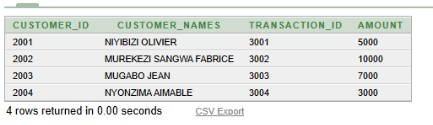 CUSTOMER_ID CUSTOMER_NAMES TRANSACTION_ID AMOUNT
2001 NIYIBIZI OLIVIER 3001 5000
2002 MUREKEZI SANGWA FABRICE 3002 10000
2003 MUGABO JEAN 3003 7000
2004 NYONZIMA AIMABLE 3004 3000
4 rows returned in 0.00 seconds CSV Export